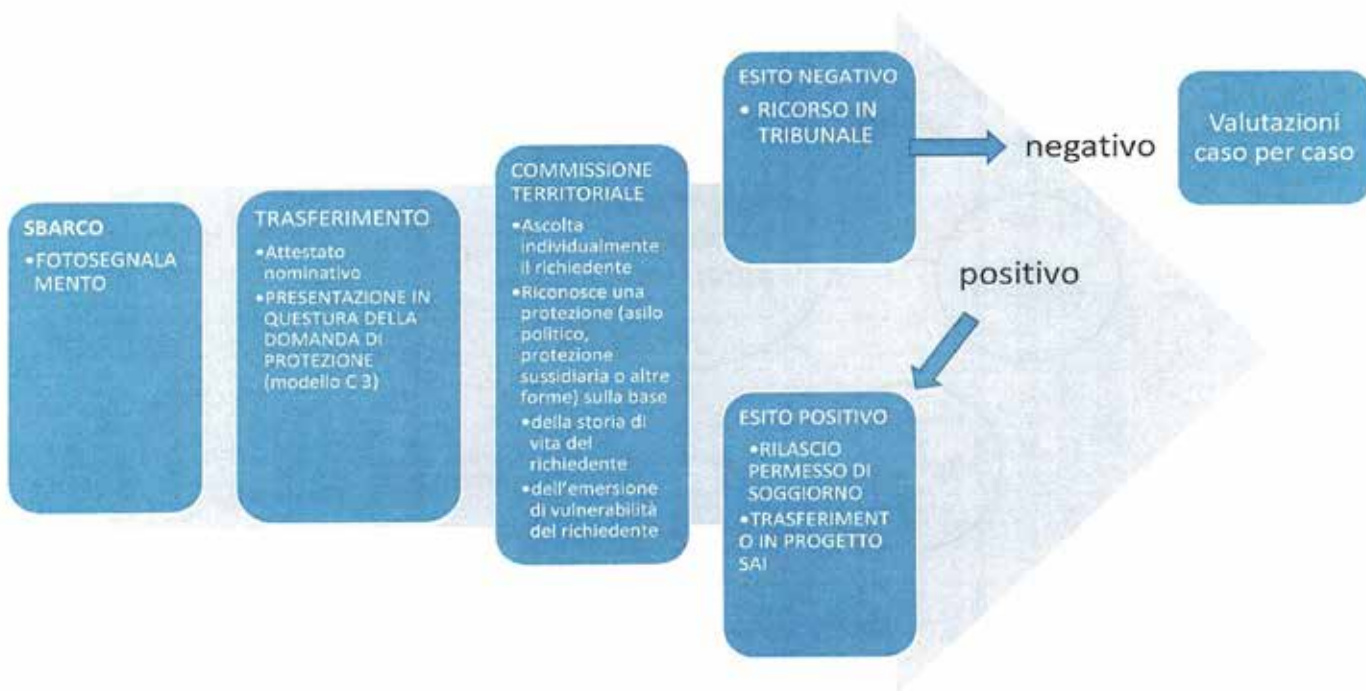 SBARCO
•FOTOSEGNALA
MENTO
TRASFERIMENTO
•Attestato
nominativo
•PRESENTAZIONE IN
QUESTURA DELLA
DOMANDA DI
PROTEZIONE
(modello C 3)
COMMISSIONE
TERRITORIALE
•Ascolta
individualmente
il richiedente
•Riconosce una
protezione (asilo
politico,
protezione
sussidiaria o altre
forme) sulla base
•della storia di
vita del
richiedente
•dell'emersione
di vulnerabilità
del richiedente
ESITO NEGATIVO
• RICORSO IN
TRIBUNALE
negativo
Valutazioni
caso per caso
positivo
ESITO POSITIVO
•RILASCIO
PERMESSO DI
SOGGIORNO
•TRASFERIMENT
O IN PROGETTO
SAI